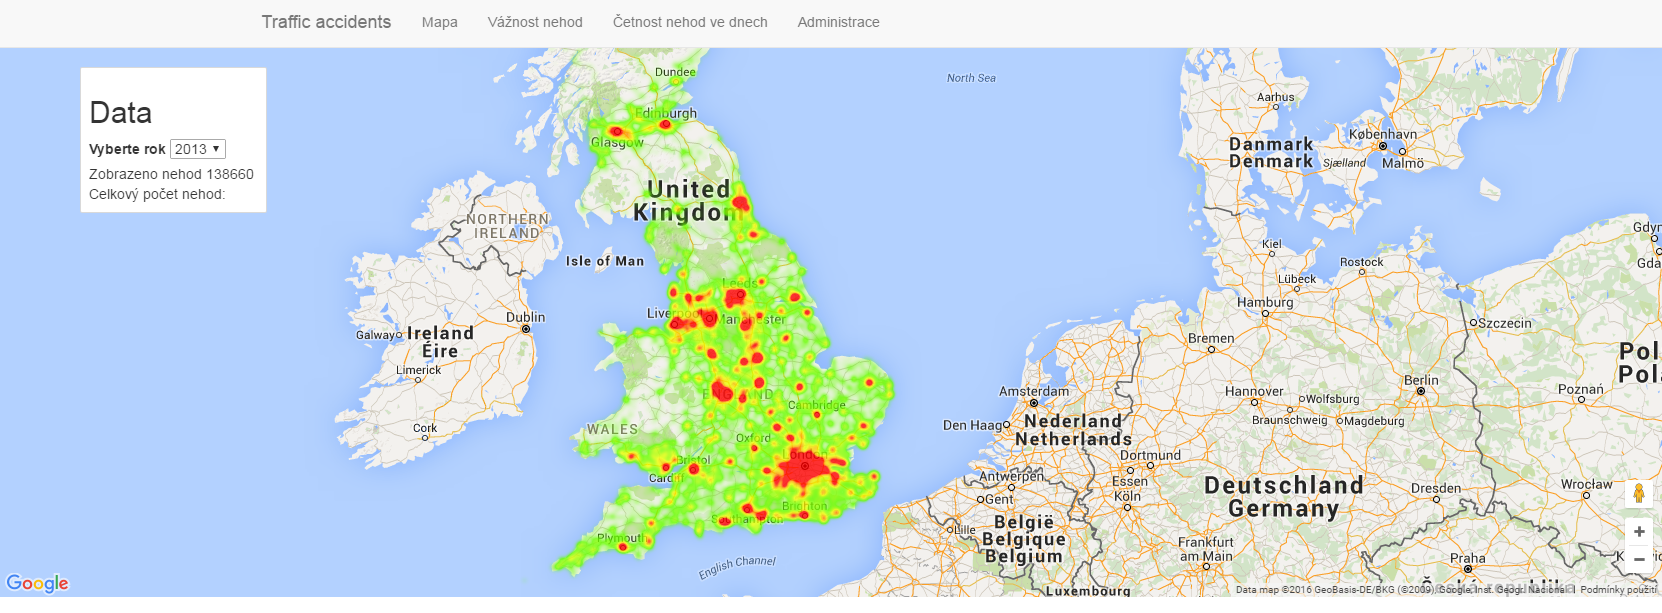 Traffic accidents Mapa Vážnost nehod Četnost nehod ve dnech Administrace
Data
Vyberte rok 2013
Zobrazeno nehod 138660
Celkový počet nehod:
North Sea
Dundee
Edinburgh
Glasgow
United
Kingdom
NORTHERN
IRELAND
Isle of Man
Leeds
Liverpool
Manchester
Dublin
Galway
Ireland
Éire
Limerick
Cork
ENGLAND
Cambridge
WALES
Oxford
London
Bristol
Cardiff
Southampton
Brighton
Plymouth
English Channel
Aarhus
Danmark
Denmark
København
Sjælland
Malmö
Kiel
Rostock
Lübeck
Hamburg
Gdyn
Gda
Szczecin
Bremen
Pol
Pol
Amsterdam
Hannover
Wolfsburg
Berlin
Poznań
Braunschweig
Magdeburg
Den Haag
Nederland
Netherlands
Dortmund
Essen
Antwerpen
Köln
Gent
Deutschland
Germany
Dresden
Wrocław
Lille
België
Belgique
Belgium
Frankfurt
am Main
Praha
Krak
Luxembourg
Česká republika
+
−
Google
Data map ©2016 GeoBasis-DE/BKG (©2009), Google, Inst. Geogr. Nacional Podmínky použití